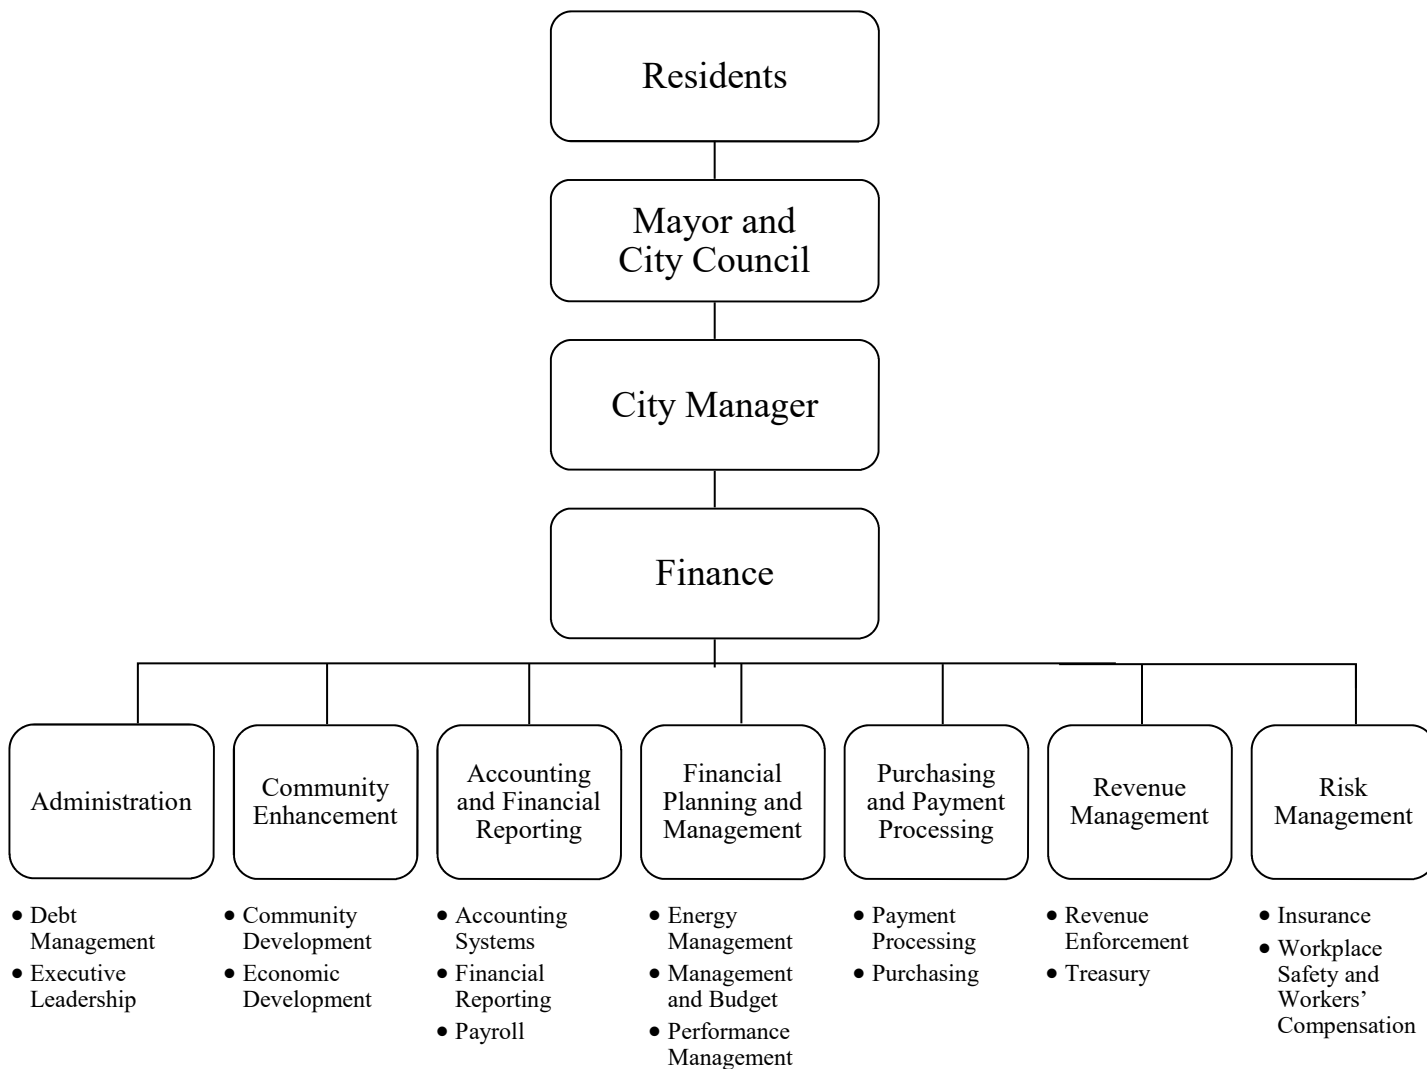 Residents
Mayor and
City Council
City Manager
Finance
Administration
Community
Enhancement
Accounting
and Financial
Reporting
Financial
Planning and
Management
Purchasing
and Payment
Processing
Revenue
Management
Risk
Management
• Debt
Management
• Executive
Leadership
• Community
Development
• Economic
Development
• Accounting
Systems
• Financial
Reporting
• Payroll
• Energy
Management
• Management
and Budget
• Performance
Management
• Payment
Processing
• Purchasing
• Revenue
Enforcement
• Treasury
• Insurance
• Workplace
Safety and
Workers’
Compensation